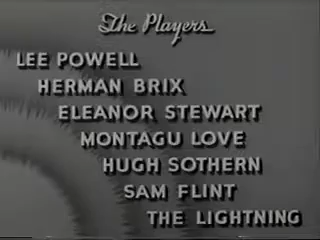 The Players
LEE POWELL
HERMAN BRIX
ELEANOR STEWART
MONTAGU LOVE
HUGH SOTHERN
SAM FLINT
THE LIGHTNING